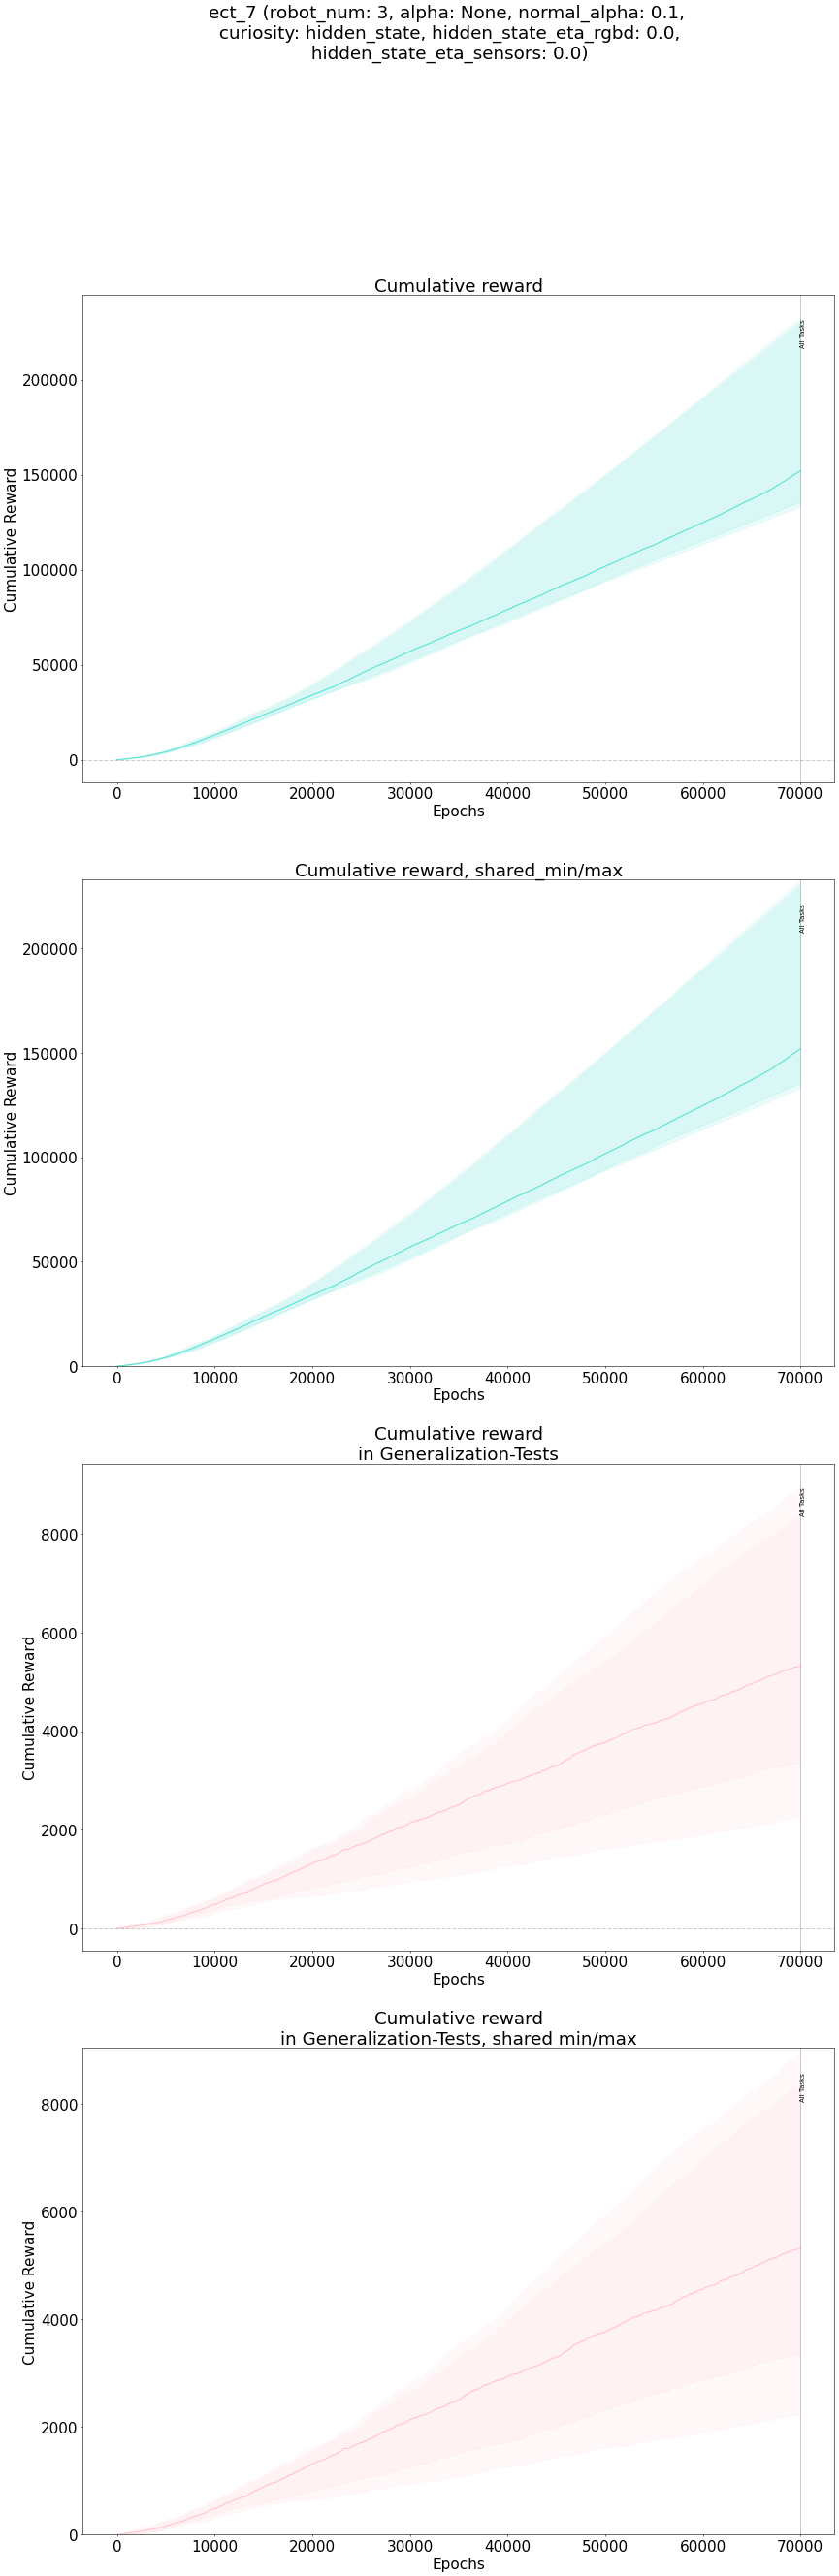 ect_7 (robot_num: 3, alpha: None, normal_alpha: 0.1,
curiosity: hidden_state, hidden_state_eta_rgbd: 0.0,
hidden_state_eta_sensors: 0.0)
Cumulative reward
All Tasks
200000
150000
100000
50000
0
Cumulative Reward
0 10000 20000 30000 40000 50000 60000 70000
Epochs
Cumulative reward, shared_min/max
All Tasks
200000
150000
100000
50000
0
Cumulative Reward
0 10000 20000 30000 40000 50000 60000 70000
Epochs
Cumulative reward
in Generalization-Tests
All Tasks
8000
6000
4000
2000
0
Cumulative Reward
0 10000 20000 30000 40000 50000 60000 70000
Epochs
Cumulative reward
in Generalization-Tests, shared min/max
All Tasks
8000
6000
4000
2000
0
Cumulative Reward
0 10000 20000 30000 40000 50000 60000 70000
Epochs